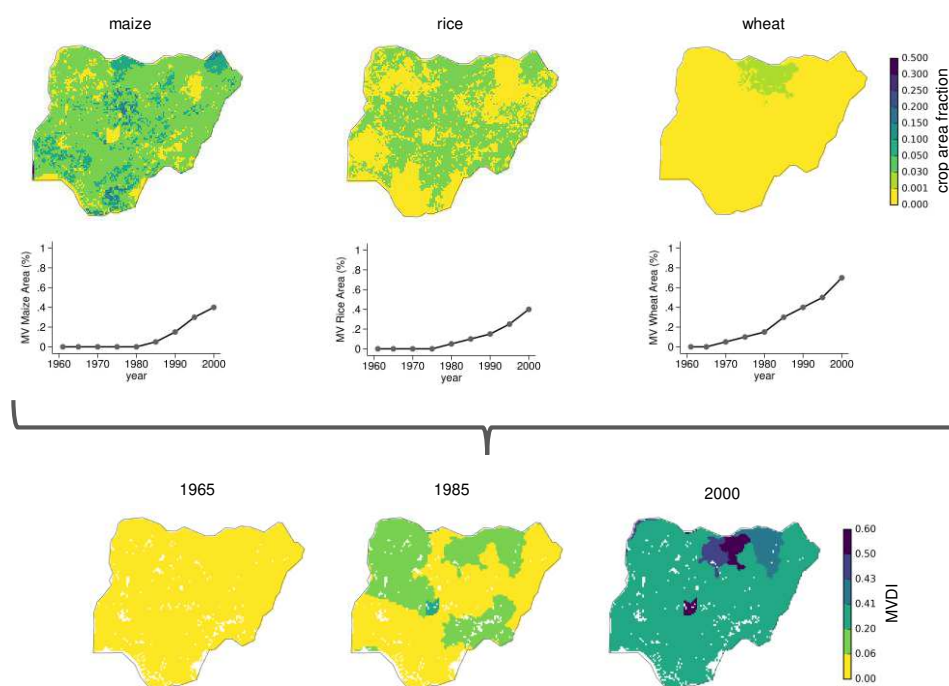 maize
rice
wheat
0.500
0.300
0.200
0.150
0.100
0.050
0.030
0.001
0.000
crop area fraction
MV Maize Area (%)
1
.8
.6
.4
.2
0
1960 1970 1980 1990 2000
year
MV Rice Area (%)
1
.8
.6
.4
.2
0
1960 1970 1980 1990 2000
year
MV Wheat Area (%)
1
.8
.6
.4
.2
0
1960 1970 1980 1990 2000
year
1965
1985
2000
0.60
0.50
0.43
0.41
0.20
0.06
0.00
MVDI